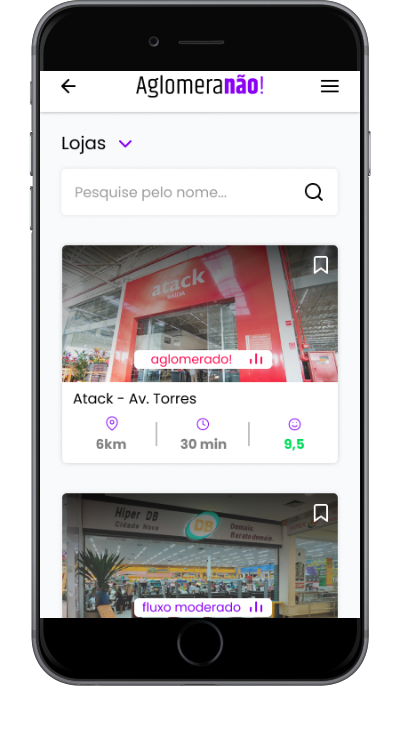 Aglomeranão!
Lojas
Pesquise pelo nome...
atack
SAÍDA
aglomerado!
Atack - Av. Torres
6km
30 min
9,5
Hiper DB
Cidade Nova
DB
Demais.
Barato demais.
fluxo moderado